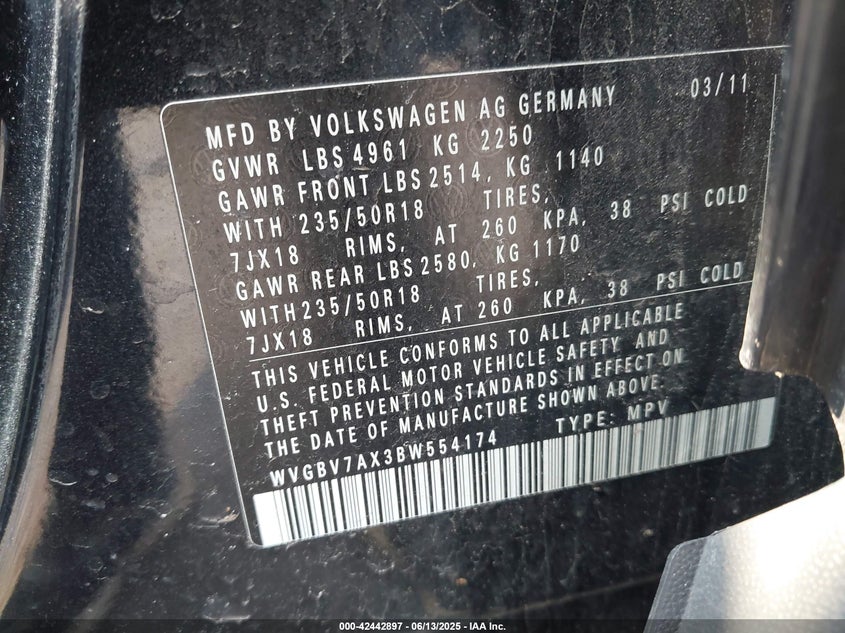 MFD BY VOLKSWAGEN AG GERMANY 03/11
GVWR LBS 4961 KG 2250
GAWR FRONT LBS 2514, KG 1140
WITH 235/50R18 TIRES,
7JX18 RIMS, AT 260 KPA, 38 PSI COLD
GAWR REAR LBS 2580, KG 1170
WITH 235/50R18 TIRES,
7JX18 RIMS, AT 260 KPA, 38 PSI COLD
THIS VEHICLE CONFORMS TO ALL APPLICABLE
U.S. FEDERAL MOTOR VEHICLE SAFETY AND
THEFT PREVENTION STANDARDS IN EFFECT ON
THE DATE OF MANUFACTURE SHOWN ABOVE.
WVGBV7AX3BW554174 TYPE: MPV
000-42442897 - 06/13/2025 - IAA Inc.